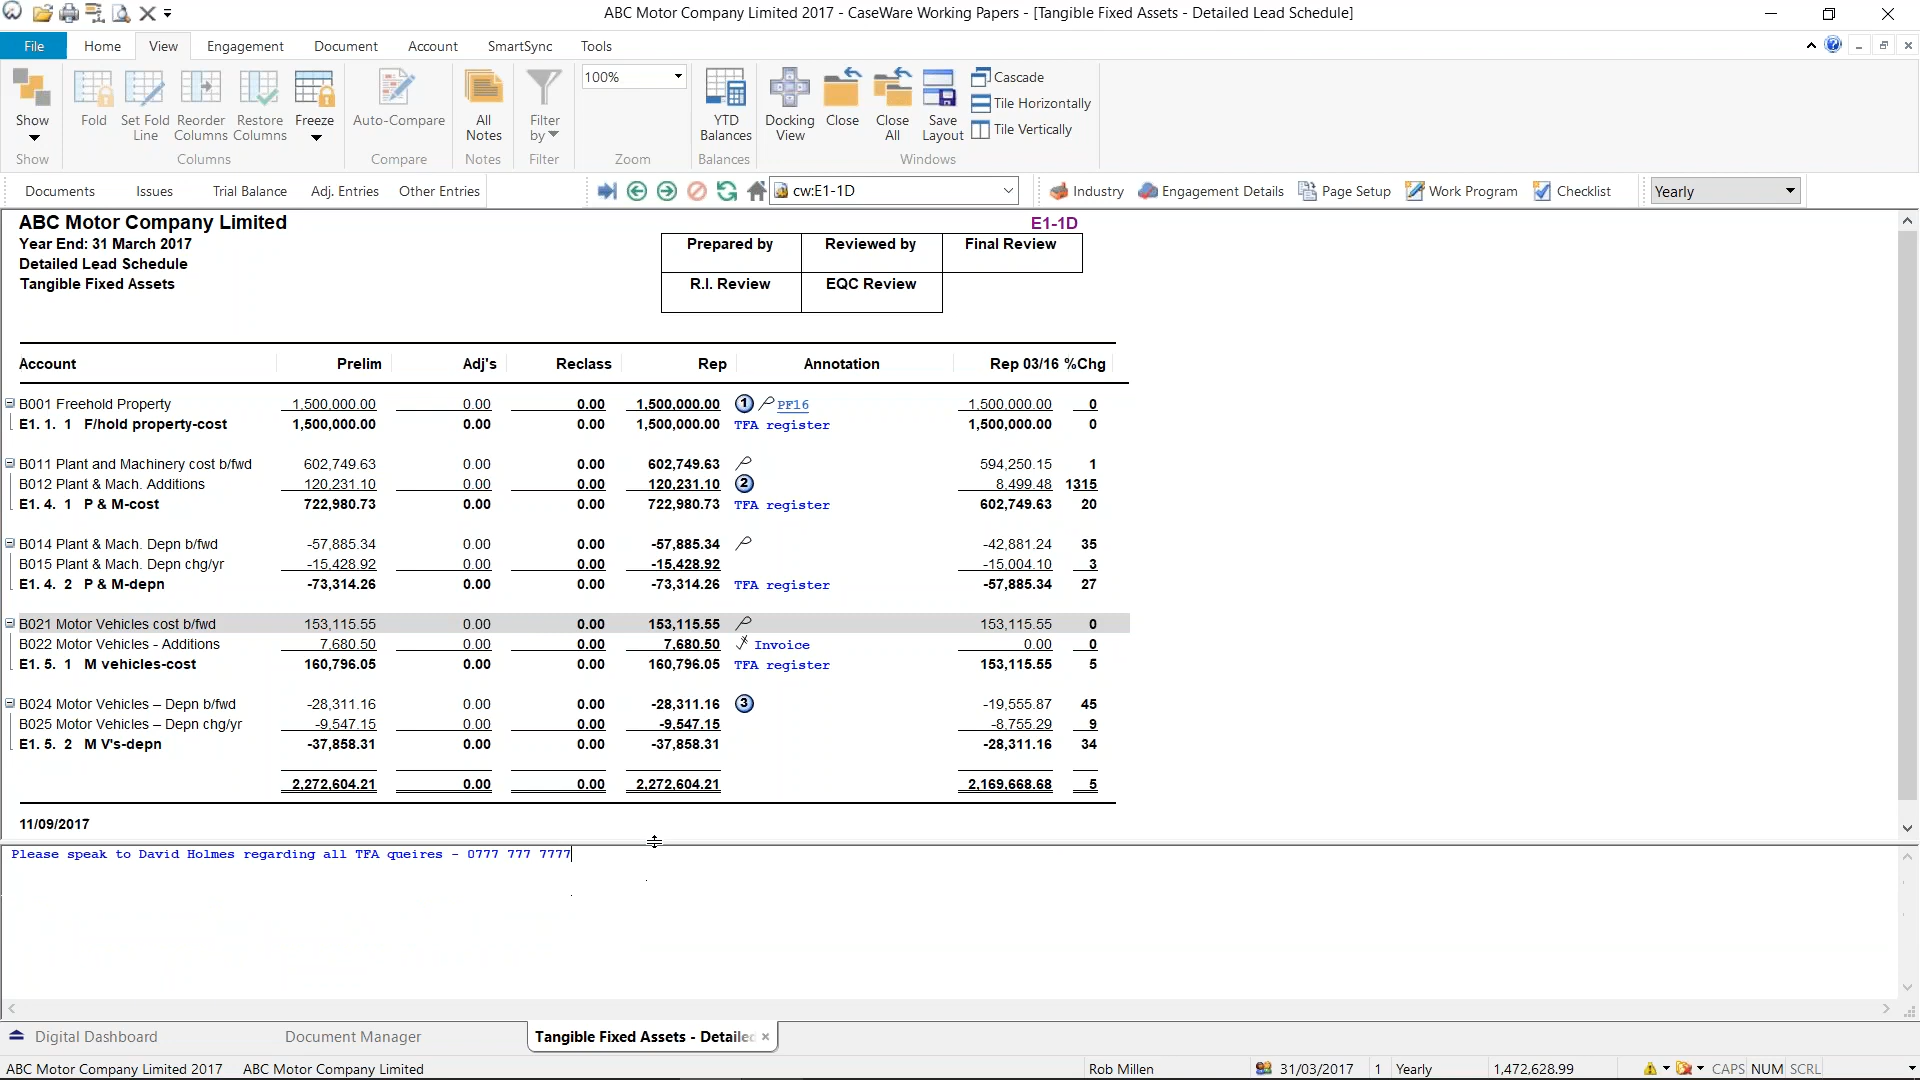 ABC Motor Company Limited 2017 - CaseWare Working Papers - [Tangible Fixed Assets - Detailed Lead Schedule]
File Home View Engagement Document Account SmartSync Tools
Show Fold Set Fold Line Reorder Columns Restore Columns Freeze Auto-Compare All Notes Filter by 100% YTD Balances Docking View Close Close All Save Layout Cascade
Tile Horizontally
Tile Vertically
Show Columns Compare Notes Filter Zoom Balances Windows
Documents Issues Trial Balance Adj. Entries Other Entries cw:E1-1D Industry Engagement Details Page Setup Work Program Checklist Yearly
ABC Motor Company Limited E1-1D
Year End: 31 March 2017 Prepared by Reviewed by Final Review
Detailed Lead Schedule
Tangible Fixed Assets R.I. Review EQC Review
Account Prelim Adj's Reclass Rep Annotation Rep 03/16 %Chg
B001 Freehold Property 1,500,000.00 0.00 0.00 1,500,000.00 1 PF16 1,500,000.00 0
E1. 1. 1 F/hold property-cost 1,500,000.00 0.00 0.00 1,500,000.00 TFA register 1,500,000.00 0
B011 Plant and Machinery cost b/fwd 602,749.63 0.00 0.00 602,749.63 594,250.15 1
B012 Plant & Mach. Additions 120,231.10 0.00 0.00 120,231.10 2 8,499.48 1315
E1. 4. 1 P & M-cost 722,980.73 0.00 0.00 722,980.73 TFA register 602,749.63 20
B014 Plant & Mach. Depn b/fwd -57,885.34 0.00 0.00 -57,885.34 -42,881.24 35
B015 Plant & Mach. Depn chg/yr -15,428.92 0.00 0.00 -15,428.92 -15,004.10 3
E1. 4. 2 P & M-depn -73,314.26 0.00 0.00 -73,314.26 TFA register -57,885.34 27
B021 Motor Vehicles cost b/fwd 153,115.55 0.00 0.00 153,115.55 153,115.55 0
B022 Motor Vehicles - Additions 7,680.50 0.00 0.00 7,680.50 Invoice 0.00 0
E1. 5. 1 M vehicles-cost 160,796.05 0.00 0.00 160,796.05 TFA register 153,115.55 5
B024 Motor Vehicles – Depn b/fwd -28,311.16 0.00 0.00 -28,311.16 3 -19,555.87 45
B025 Motor Vehicles – Depn chg/yr -9,547.15 0.00 0.00 -9,547.15 -8,755.29 9
E1. 5. 2 M V's-depn -37,858.31 0.00 0.00 -37,858.31 -28,311.16 34
2,272,604.21 0.00 0.00 2,272,604.21 2,169,668.68 5
11/09/2017
Please speak to David Holmes regarding all TFA queires - 0777 777 7777
Digital Dashboard Document Manager Tangible Fixed Assets - Detailed
ABC Motor Company Limited 2017 ABC Motor Company Limited Rob Millen 31/03/2017 1 Yearly 1,472,628.99 CAPS NUM SCRL